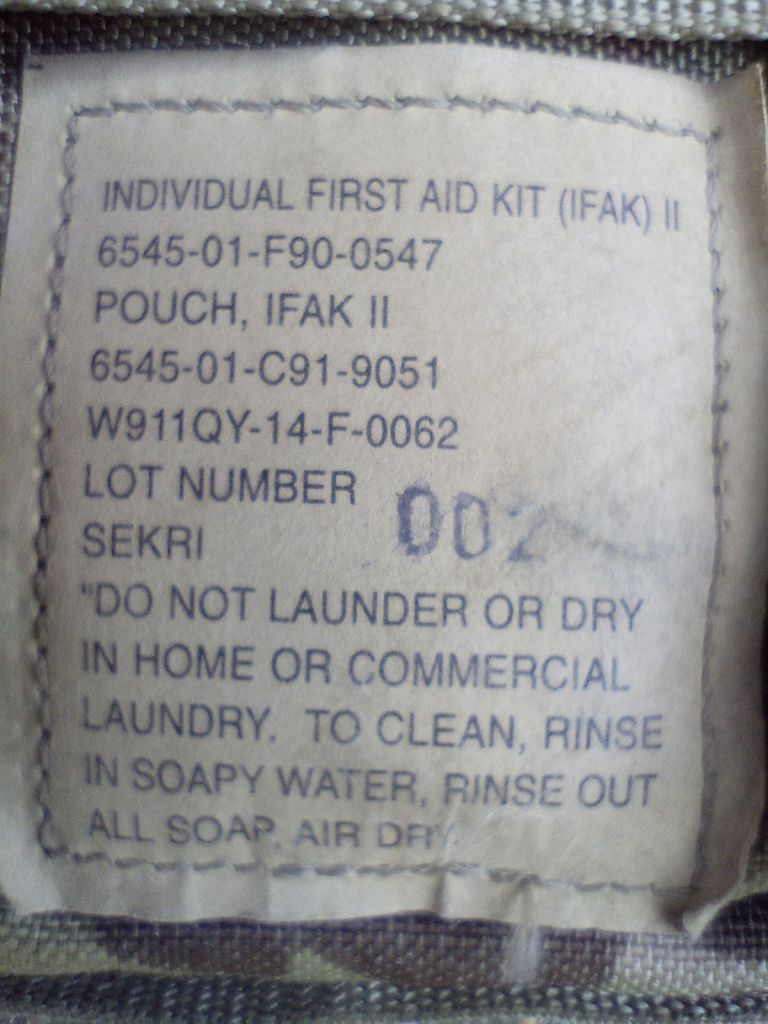 INDIVIDUAL FIRST AID KIT (IFAK) II
6545-01-F90-0547
POUCH, IFAK II
6545-01-C91-9051
W911QY-14-F-0062
LOT NUMBER 002
SEKRI
"DO NOT LAUNDER OR DRY
IN HOME OR COMMERCIAL
LAUNDRY. TO CLEAN, RINSE
IN SOAPY WATER, RINSE OUT
ALL SOAP, AIR DRY.